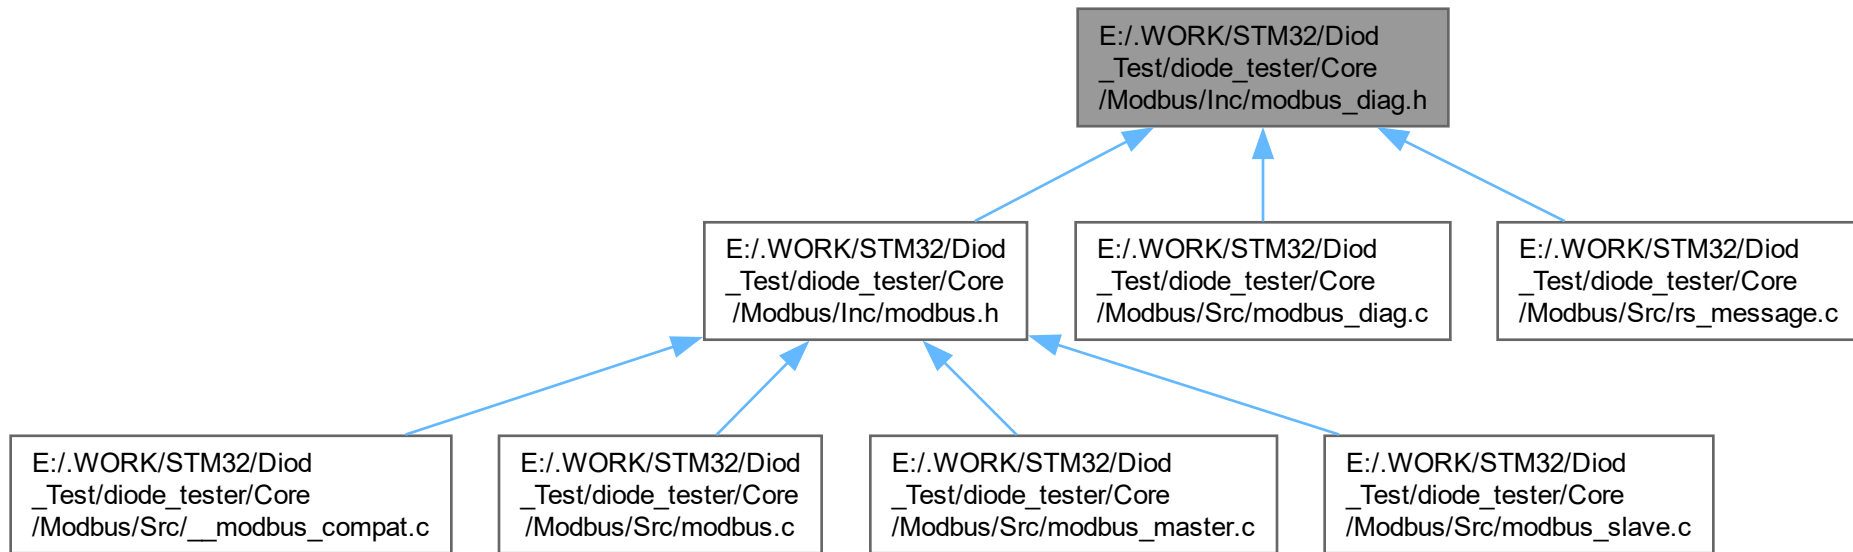 E:/.WORK/STM32/Diod
_Test/diode_tester/Core
/Modbus/Inc/modbus_diag.h
E:/.WORK/STM32/Diod
_Test/diode_tester/Core
/Modbus/Inc/modbus.h
E:/.WORK/STM32/Diod
_Test/diode_tester/Core
/Modbus/Src/modbus_diag.c
E:/.WORK/STM32/Diod
_Test/diode_tester/Core
/Modbus/Src/rs_message.c
E:/.WORK/STM32/Diod
_Test/diode_tester/Core
/Modbus/Src/__modbus_compat.c
E:/.WORK/STM32/Diod
_Test/diode_tester/Core
/Modbus/Src/modbus.c
E:/.WORK/STM32/Diod
_Test/diode_tester/Core
/Modbus/Src/modbus_master.c
E:/.WORK/STM32/Diod
_Test/diode_tester/Core
/Modbus/Src/modbus_slave.c